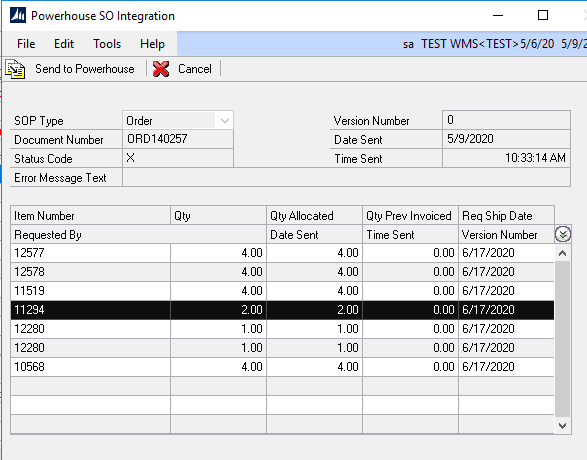 Powerhouse SO Integration
File Edit Tools Help sa TEST WMS<TEST>5/6/20 5/9/2
Send to Powerhouse Cancel
SOP Type Order Version Number 0
Document Number ORD140257 Date Sent 5/9/2020
Status Code X Time Sent 10:33:14 AM
Error Message Text
Item Number Qty Qty Allocated Qty Prev Invoiced Req Ship Date
Requested By Date Sent Time Sent Version Number
12577 4.00 4.00 0.00 6/17/2020
12578 4.00 4.00 0.00 6/17/2020
11519 4.00 4.00 0.00 6/17/2020
11294 2.00 2.00 0.00 6/17/2020
12280 1.00 1.00 0.00 6/17/2020
12280 1.00 1.00 0.00 6/17/2020
10568 4.00 4.00 0.00 6/17/2020